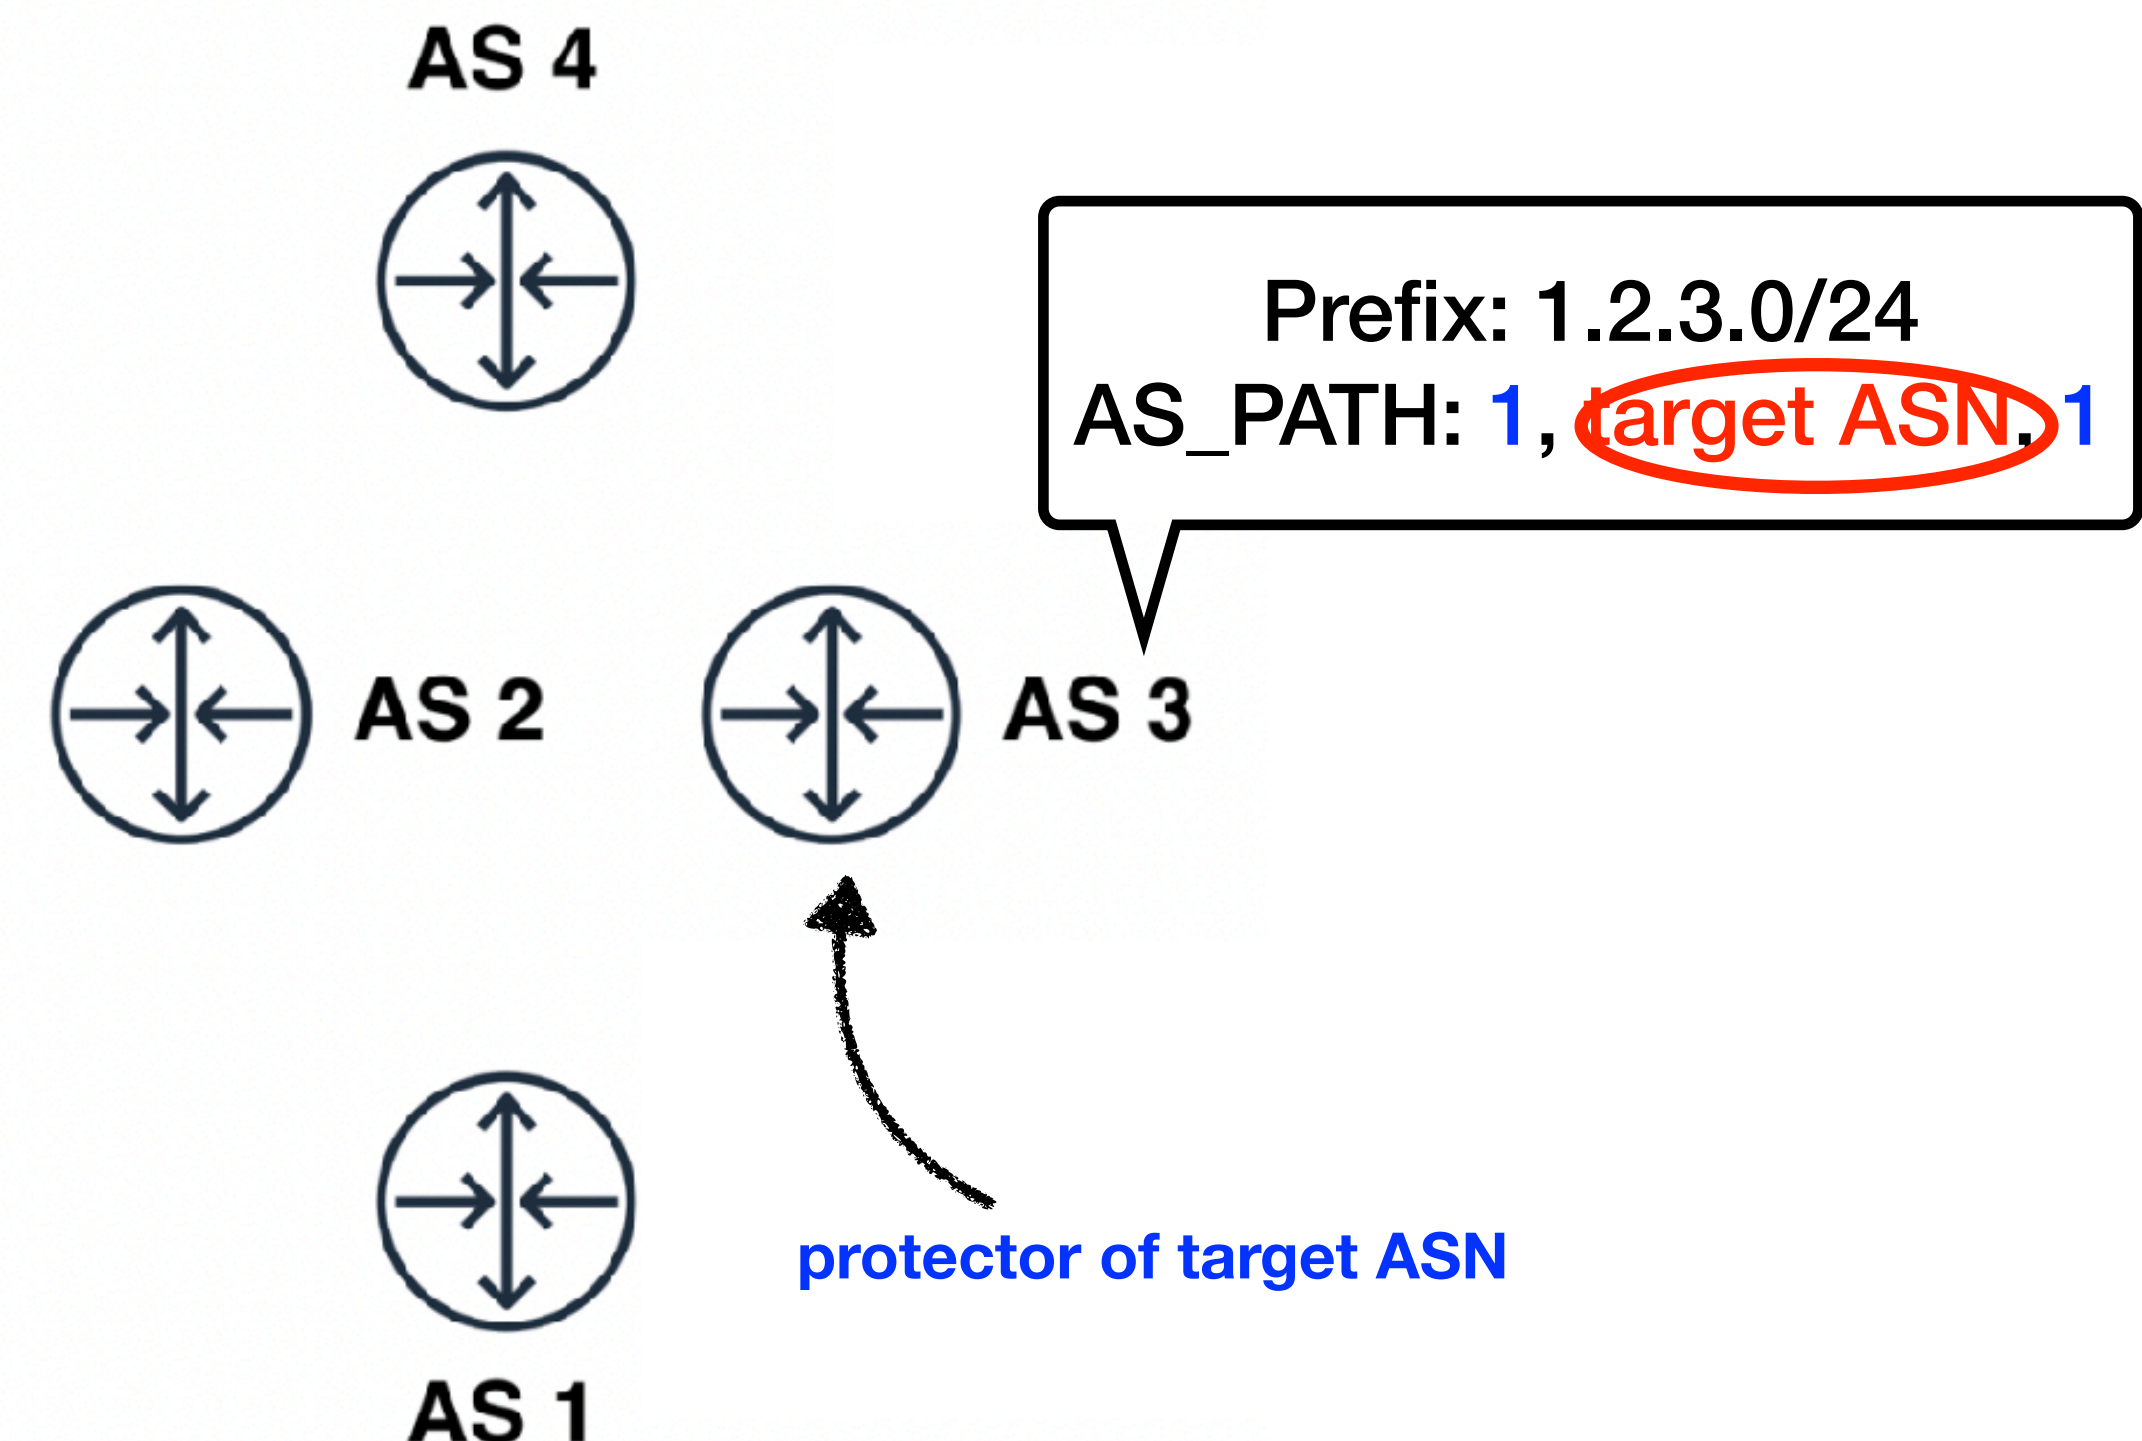 AS 4
Prefix: 1.2.3.0/24
AS_PATH: 1, target ASN, 1
AS 2
AS 3
protector of target ASN
AS 1